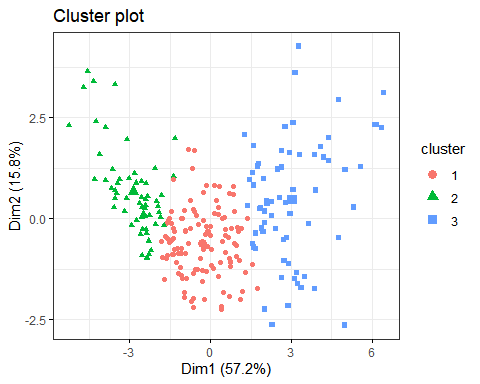 Cluster plot
Dim2 (15.8%)
2.5
0.0
-2.5
-3
0
3
6
Dim1 (57.2%)
cluster
1
2
3